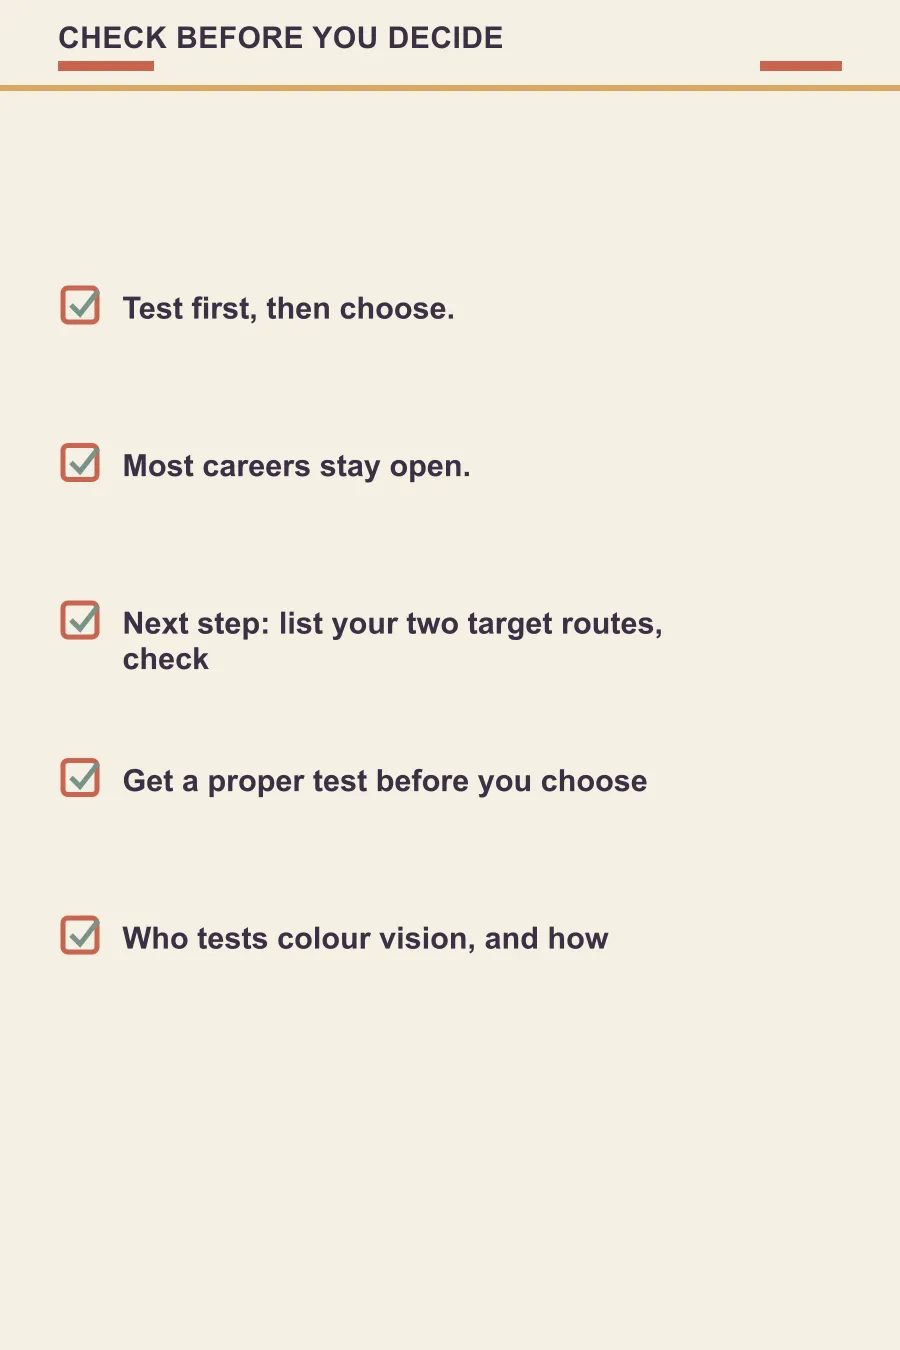 CHECK BEFORE YOU DECIDE
Test first, then choose.
Most careers stay open.
Next step: list your two target routes,
check
Get a proper test before you choose
Who tests colour vision, and how